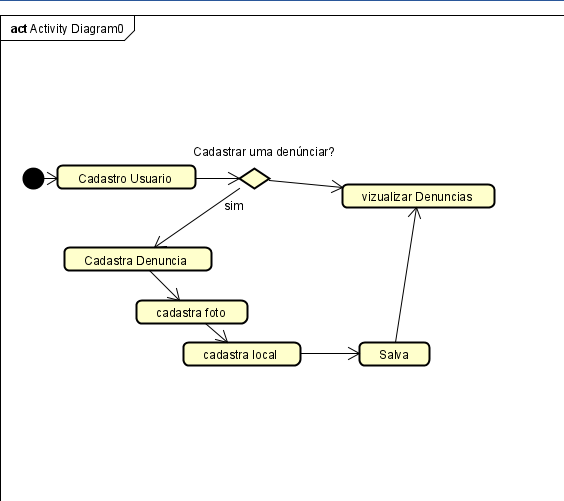 act Activity Diagram0
Cadastrar uma denúnciar?
Cadastro Usuario
vizualizar Denuncias
sim
Cadastra Denuncia
cadastra foto
cadastra local
Salva